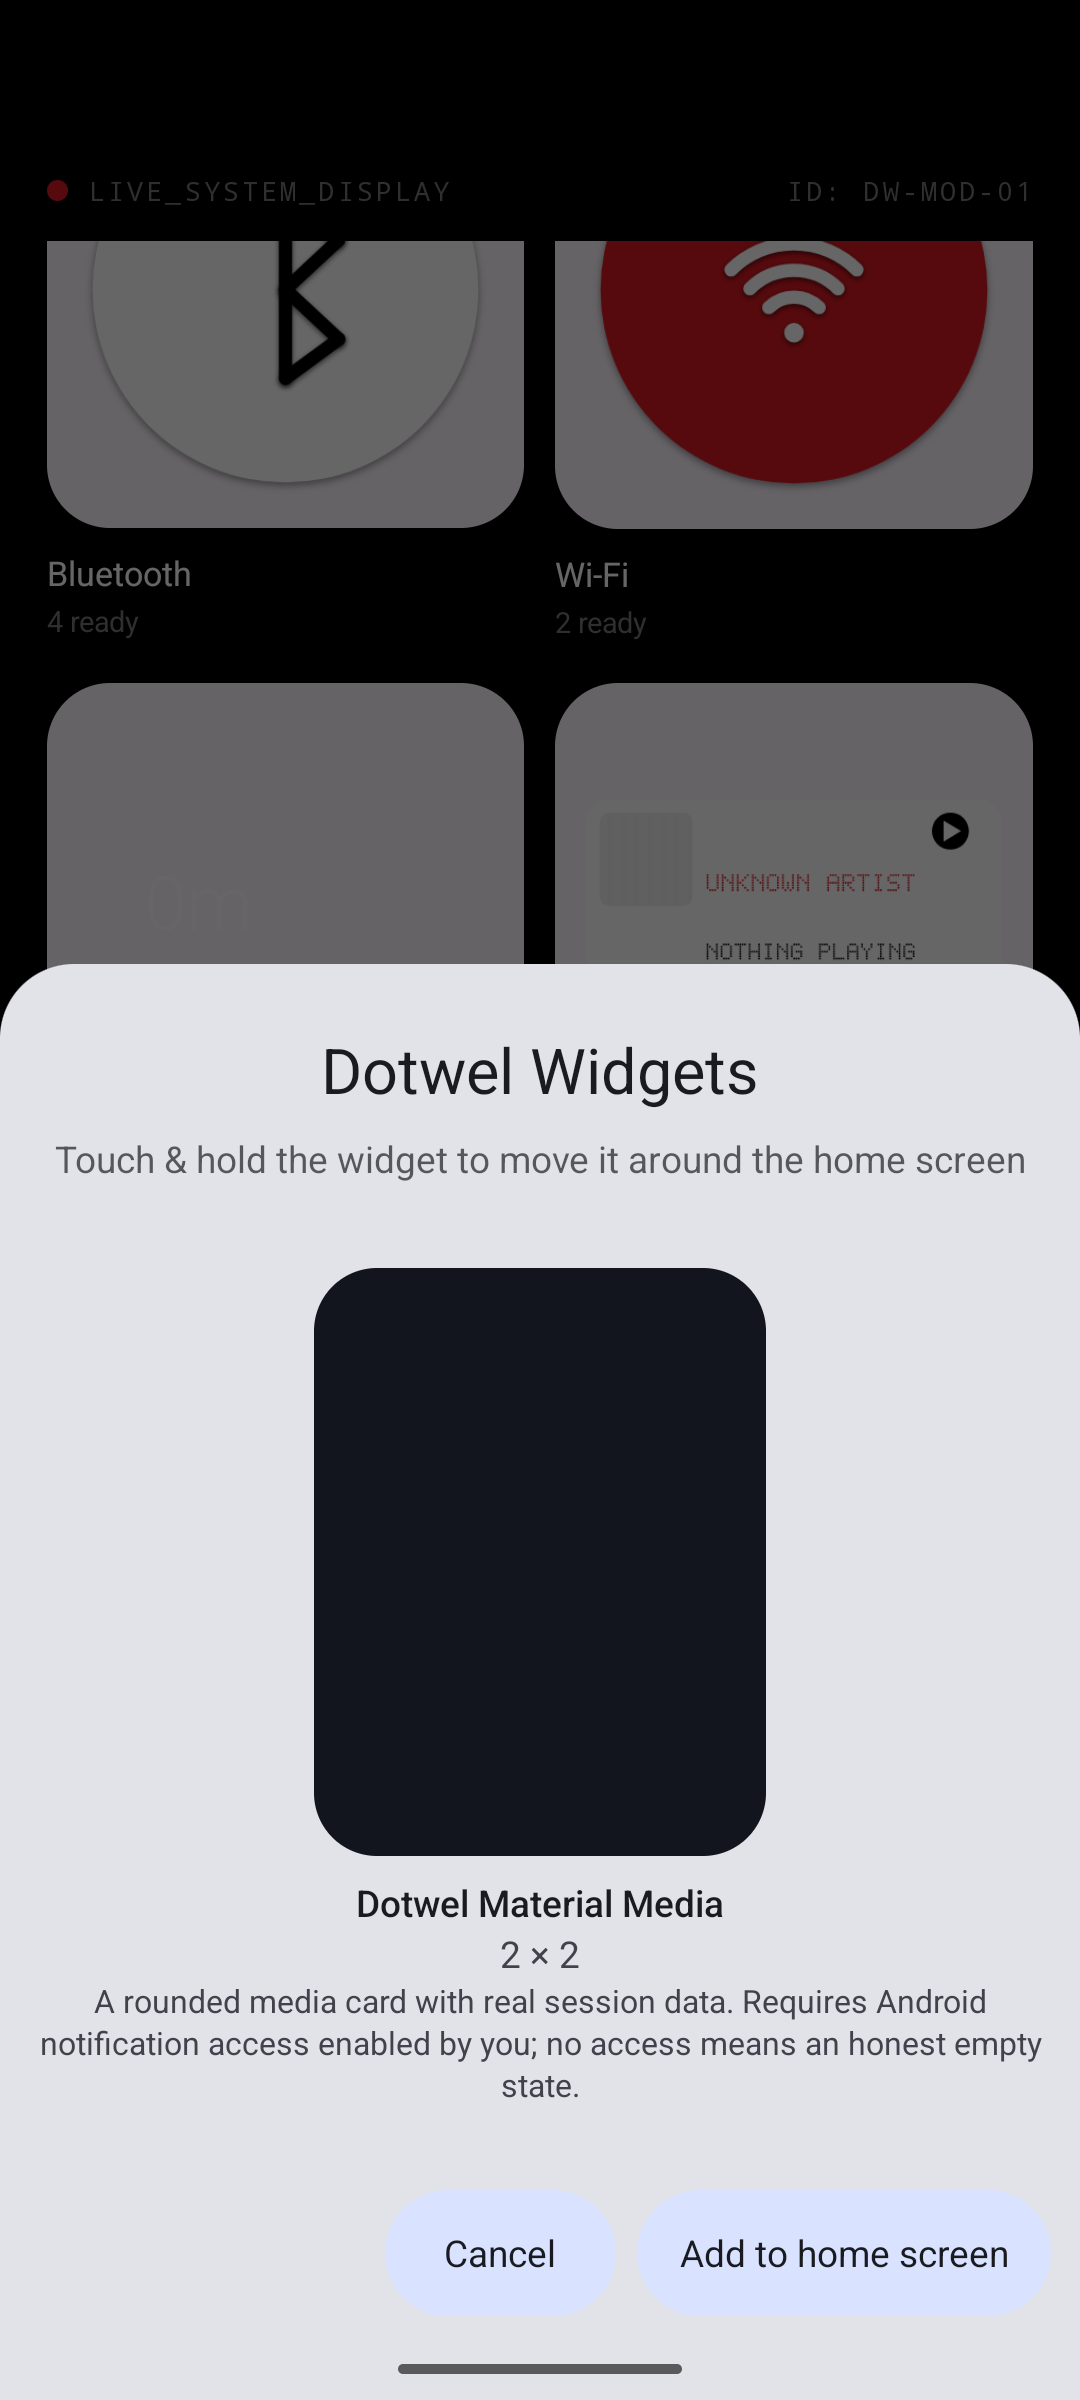 LIVE_SYSTEM_DISPLAY
ID: DW-MOD-01
Bluetooth
Wi-Fi
4 ready
2 ready
0m
UNKNOWN ARTIST
NOTHING PLAYING
Dotwel Widgets
Touch & hold the widget to move it around the home screen
Dotwel Material Media
2 × 2
A rounded media card with real session data. Requires Android
notification access enabled by you; no access means an honest empty
state.
Cancel
Add to home screen